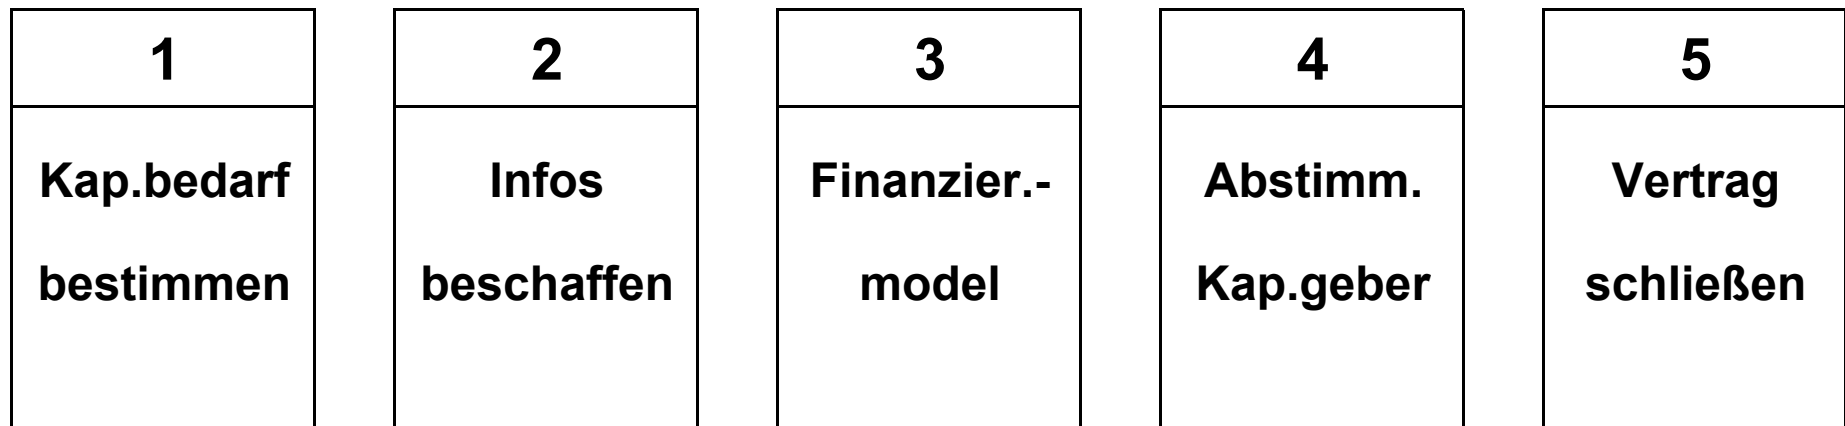 1
Kap.bedarf
bestimmen
2
Infos
beschaffen
3
Finanzier.-
model
4
Abstimm.
Kap.geber
5
Vertrag
schließen